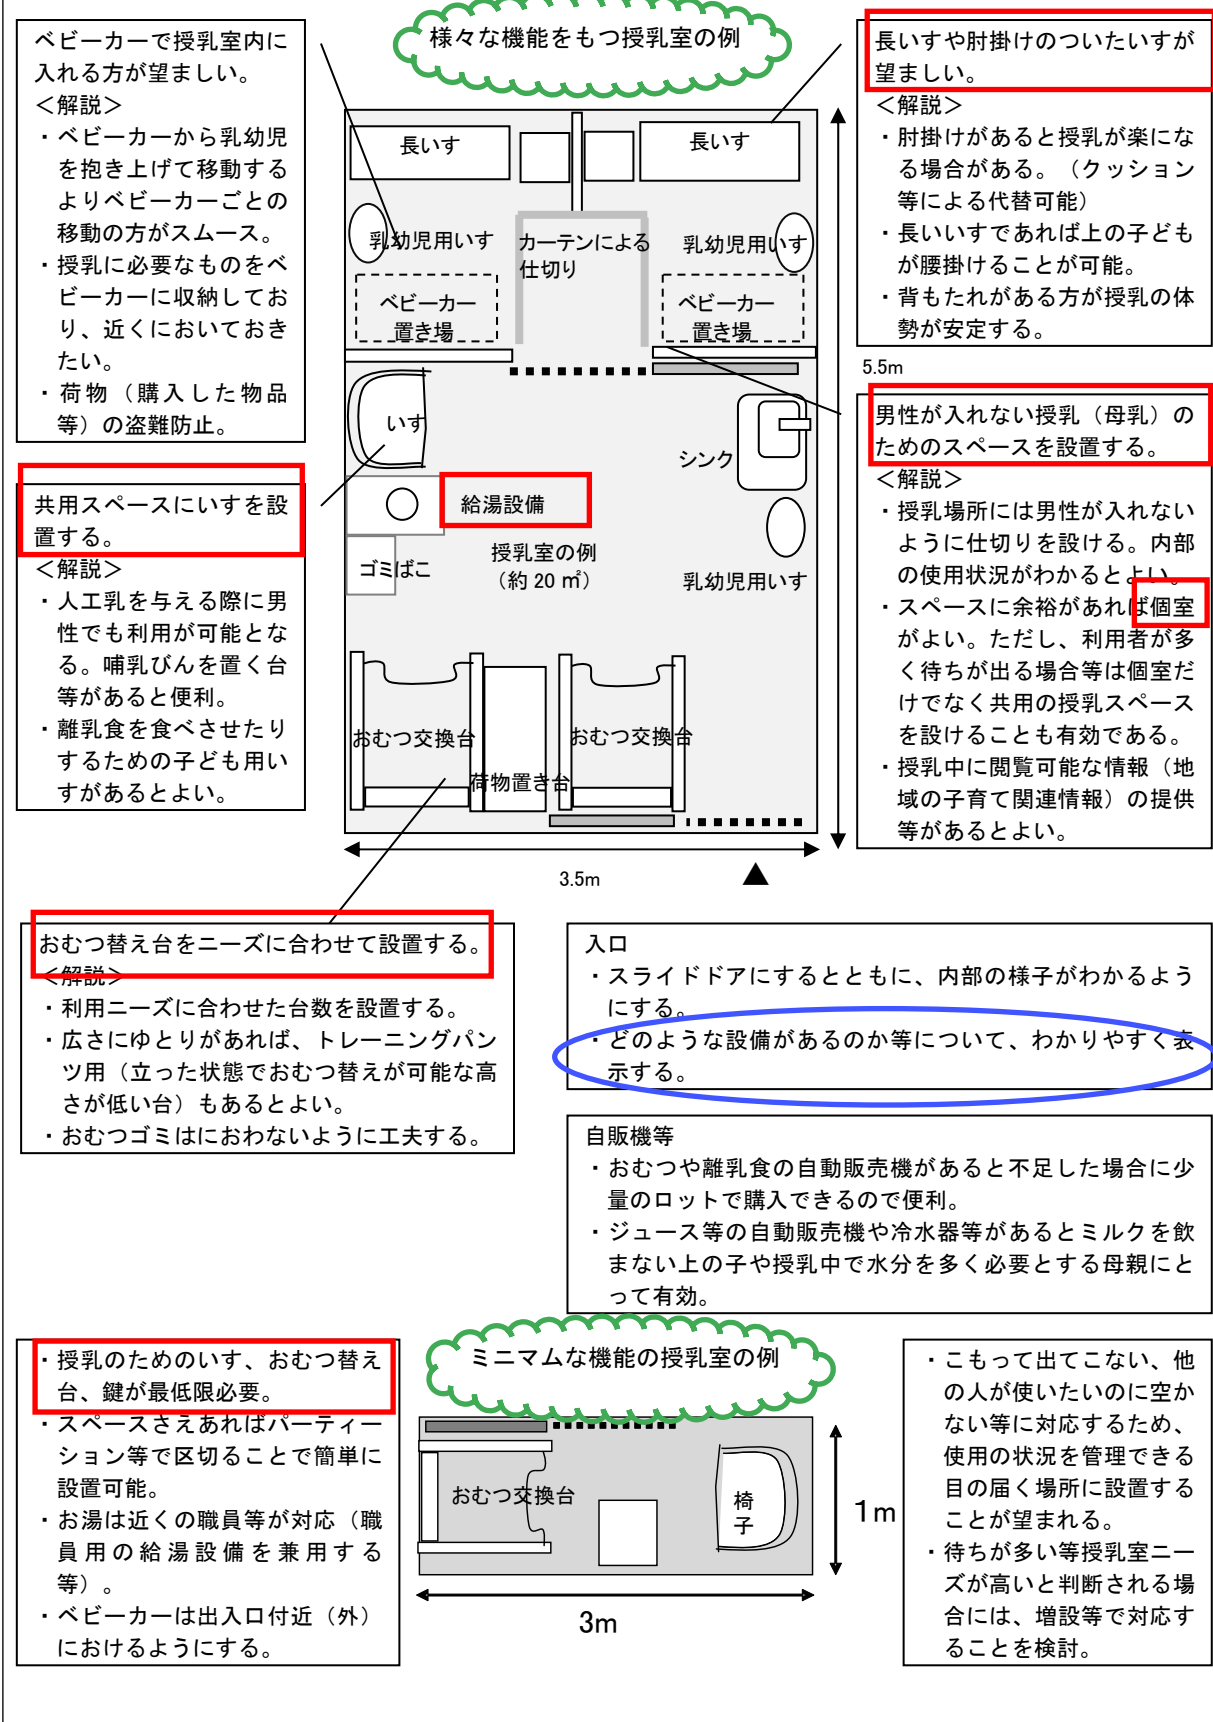 様々な機能をもつ授乳室の例
ベビーカーで授乳室内に
入れる方が望ましい。
＜解説＞
・ベビーカーから乳幼児
を抱き上げて移動する
よりベビーカーごとの
移動の方がスムース。
・授乳に必要なものをベ
ビーカーに収納してお
り、近くにおいておき
たい。
・荷物（購入した物品
等）の盗難防止。
共用スペースにいすを設
置する。
＜解説＞
・人工乳を与える際に男
性でも利用が可能とな
る。哺乳びんを置く台
等があると便利。
・離乳食を食べさせたり
するための子ども用い
すがあるとよい。
長いす
長いす
乳幼児用いす
カーテンによる
仕切り
乳幼児用いす
ベビーカー
置き場
ベビーカー
置き場
いす
シンク
給湯設備
ゴミばこ
授乳室の例
（約 20 ㎡）
乳幼児用いす
おむつ交換台
荷物置き台
おむつ交換台
3.5m
5.5m
長いすや肘掛けのついたいすが
望ましい。
＜解説＞
・肘掛けがあると授乳が楽にな
る場合がある。（クッション
等による代替可能）
・長いいすであれば上の子ども
が腰掛けることが可能。
・背もたれがある方が授乳の体
勢が安定する。
男性が入れない授乳（母乳）の
ためのスペースを設置する。
＜解説＞
・授乳場所には男性が入れない
ように仕切りを設ける。内部
の使用状況がわかるとよい。
・スペースに余裕があれば個室
がよい。ただし、利用者が多
く待ちが出る場合等は個室だ
けでなく共用の授乳スペース
を設けることも有効である。
・授乳中に閲覧可能な情報（地
域の子育て関連情報）の提供
等があるとよい。
おむつ替え台をニーズに合わせて設置する。
＜解説＞
・利用ニーズに合わせた台数を設置する。
・広さにゆとりがあれば、トレーニングパン
ツ用（立った状態でおむつ替えが可能な高
さが低い台）もあるとよい。
・おむつゴミはにおわないように工夫する。
入口
・スライドドアにするとともに、内部の様子がわかるよう
にする。
・どのような設備があるのか等について、わかりやすく表
示する。
自販機等
・おむつや離乳食の自動販売機があると不足した場合に少
量のロットで購入できるので便利。
・ジュース等の自動販売機や冷水器等があるとミルクを飲
まない上の子や授乳中で水分を多く必要とする母親にと
って有効。
ミニマムな機能の授乳室の例
・授乳のためのいす、おむつ替え
台、鍵が最低限必要。
・スペースさえあればパーティー
ション等で区切ることで簡単に
設置可能。
・お湯は近くの職員等が対応（職
員用の給湯設備を兼用する
等）。
・ベビーカーは出入口付近（外）
におけるようにする。
おむつ交換台
椅子
1m
3m
・こもって出てこない、他
の人が使いたいのに空か
ない等に対応するため、
使用の状況を管理できる
目の届く場所に設置する
ことが望まれる。
・待ちが多い等授乳室ニー
ズが高いと判断される場
合には、増設等で対応す
ることを検討。